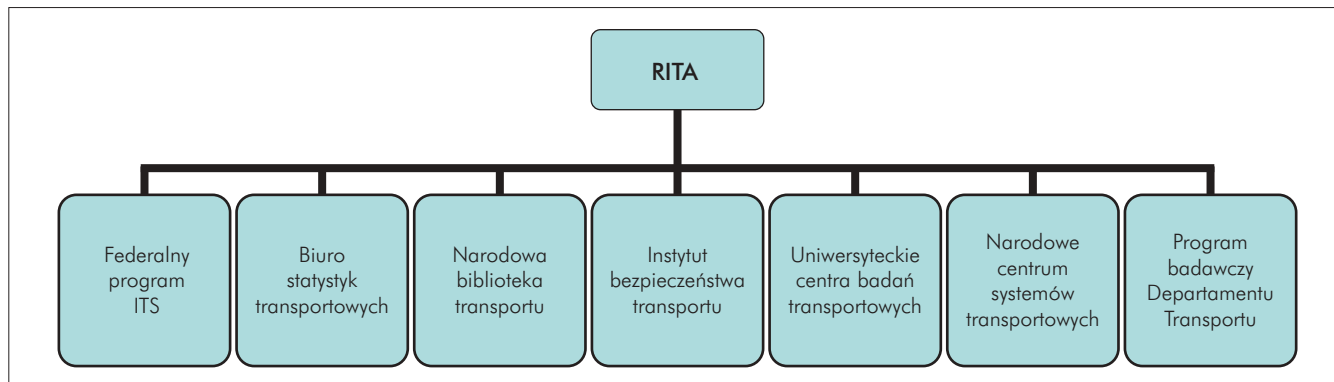 RITA
Federalny
program
ITS
Biuro
statystyk
transportowych
Narodowa
biblioteka
transportu
Instytut
bezpieczeństwa
transportu
Uniwersyteckie
centra badań
transportowych
Narodowe
centrum
systemów
transportowych
Program
badawczy
Departamentu
Transportu